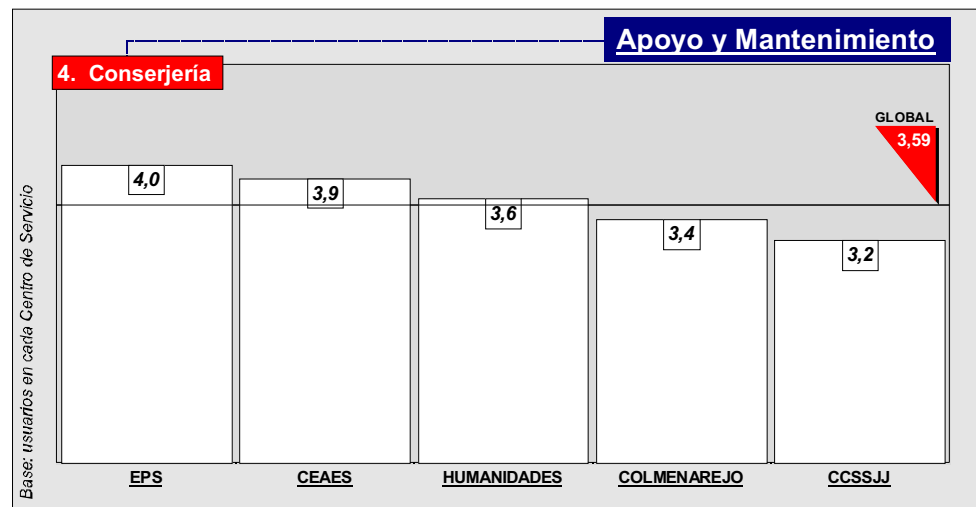 Apoyo y Mantenimiento
4. Conserjería
GLOBAL
3,59
4,0
3,9
3,6
3,4
3,2
Base: usuarios en cada Centro de Servicio
EPS
CEAES
HUMANIDADES
COLMENAREJO
CCSSJJ